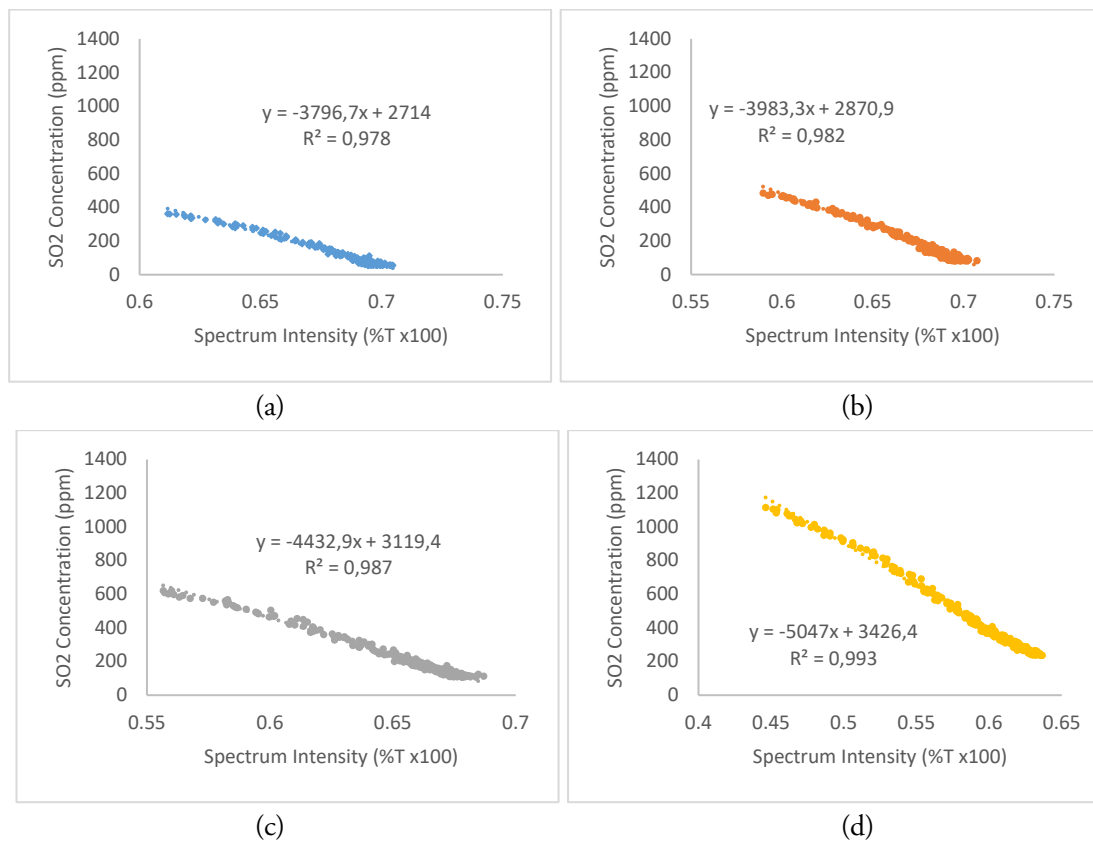 1400
1200
1000
800
600
400
200
0
SO2 Concentration (ppm)
y = -3796,7x + 2714
R² = 0,978
0.6 0.65 0.7 0.75
Spectrum Intensity (%T x100)
(a)
1400
1200
1000
800
600
400
200
0
SO2 Concentration (ppm)
y = -3983,3x + 2870,9
R² = 0,982
0.55 0.6 0.65 0.7 0.75
Spectrum Intensity (%T x100)
(b)
1400
1200
1000
800
600
400
200
0
SO2 Concentration (ppm)
y = -4432,9x + 3119,4
R² = 0,987
0.55 0.6 0.65 0.7
Spectrum Intensity (%T x100)
(c)
1400
1200
1000
800
600
400
200
0
SO2 Concentration (ppm)
y = -5047x + 3426,4
R² = 0,993
0.4 0.45 0.5 0.55 0.6 0.65
Spectrum Intensity (%T x100)
(d)